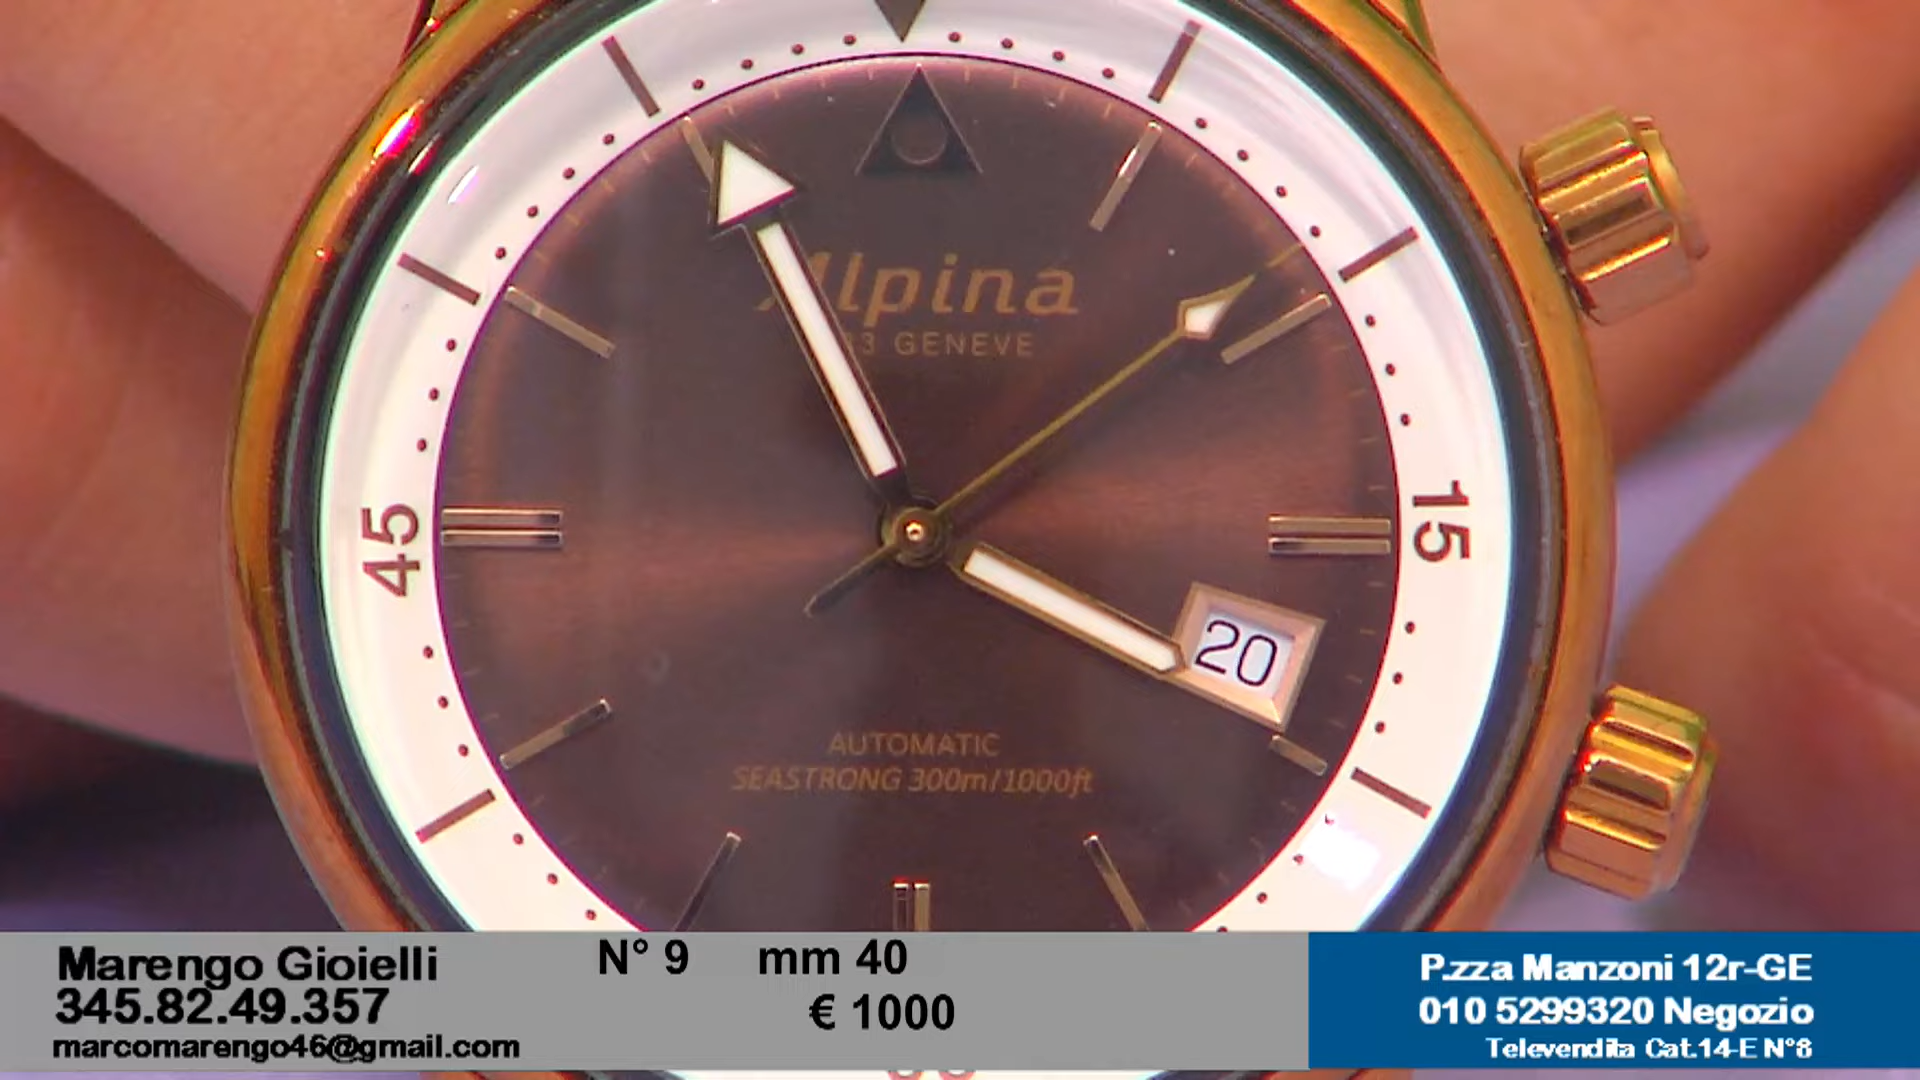 Alpina
GENEVE
45
15
20
AUTOMATIC
SEASTRONG 300m/1000ft
Marengo Gioielli
345.82.49.357
marcomarengo46@gmail.com
N° 9 mm 40
€ 1000
P.zza Manzoni 12r-GE
010 5299320 Negozio
Televendita Cat.14-E N°8